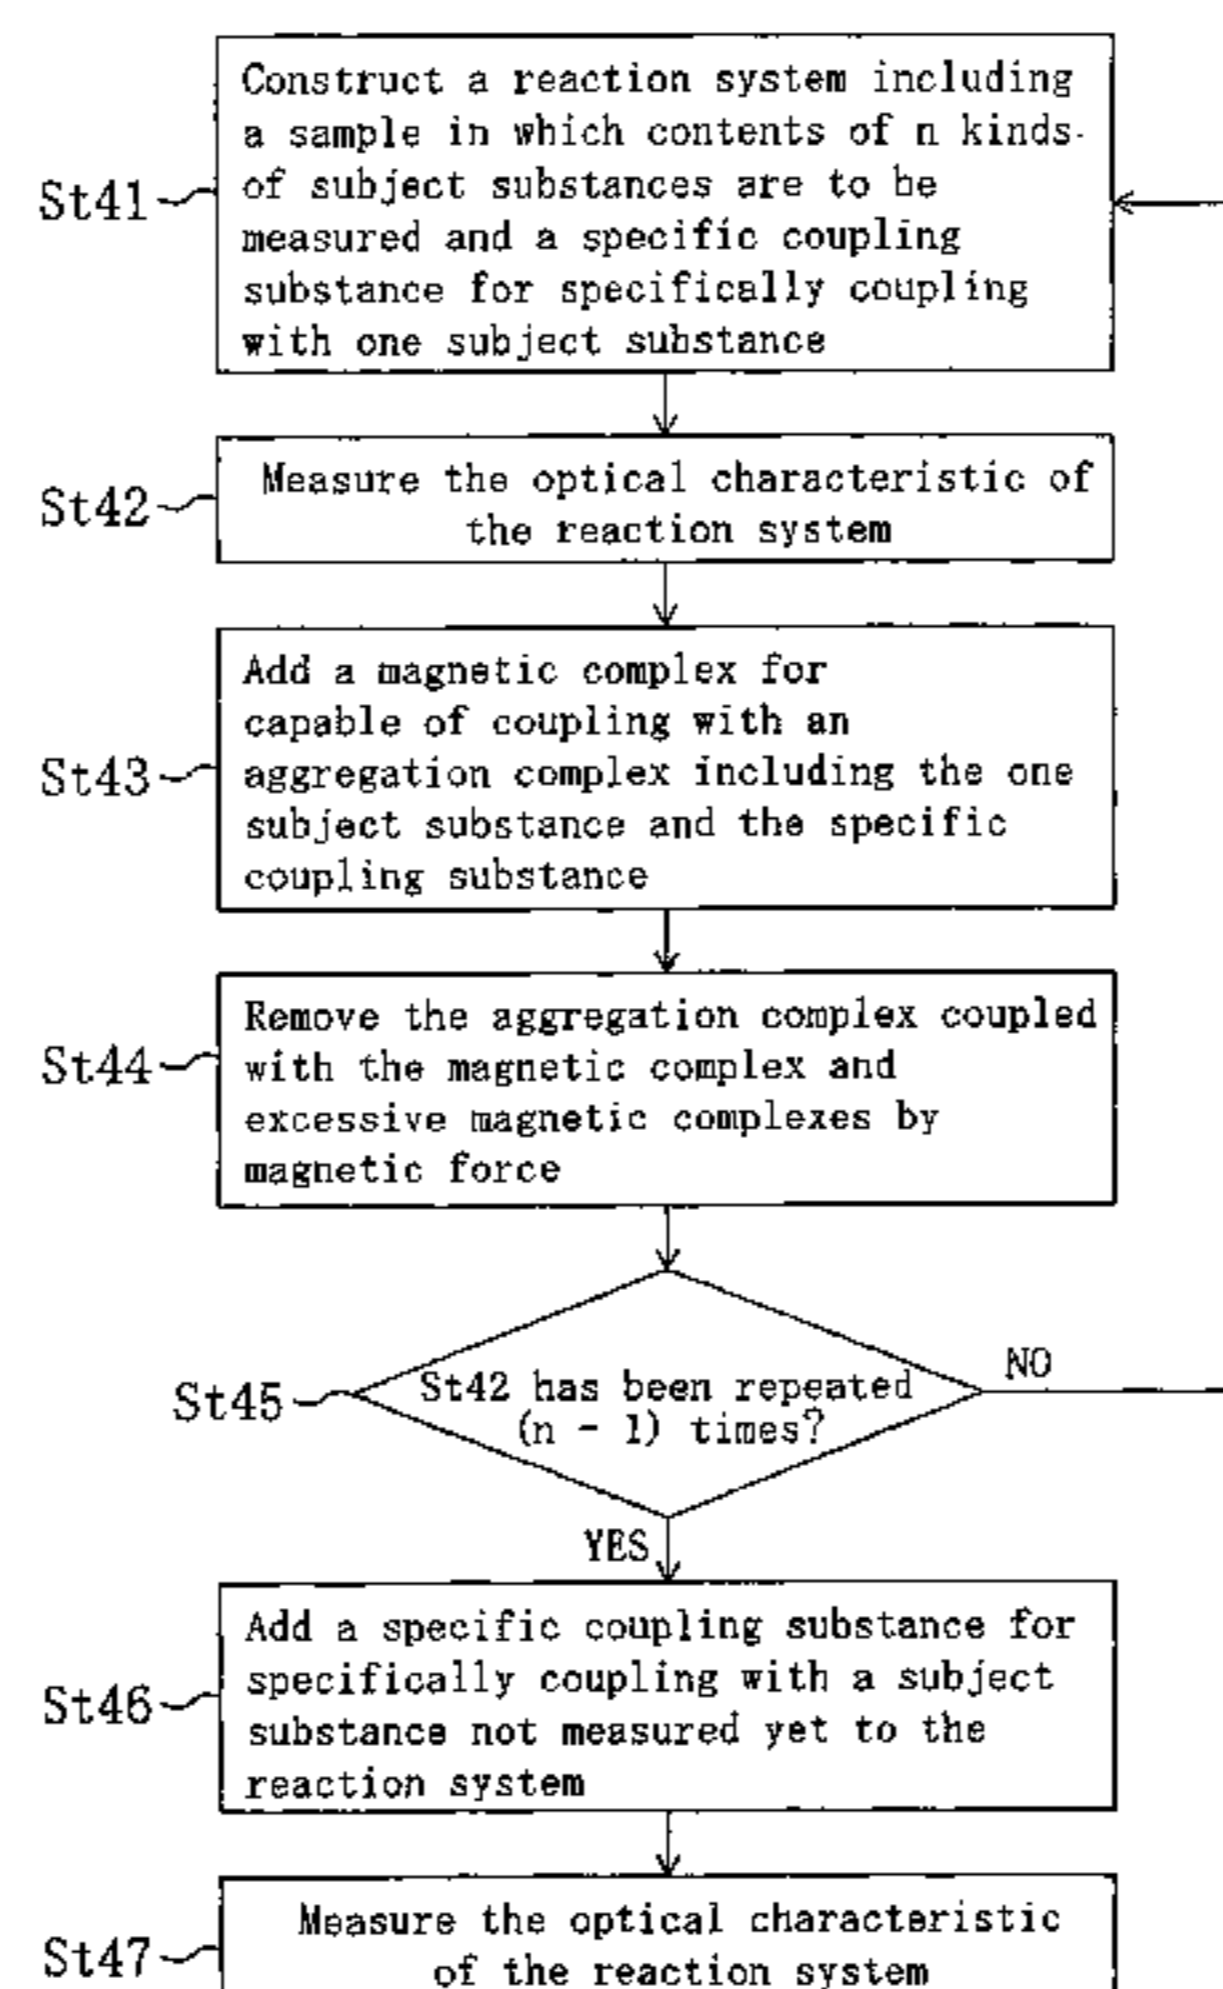 St41
Construct a reaction system including
a sample in which contents of n kinds
of subject substances are to be
measured and a specific coupling
substance for specifically coupling
with one subject substance
St42
Measure the optical characteristic of
the reaction system
St43
Add a magnetic complex for
capable of coupling with an
aggregation complex including the one
subject substance and the specific
coupling substance
St44
Remove the aggregation complex coupled
with the magnetic complex and
excessive magnetic complexes by
magnetic force
St45
St42 has been repeated
(n - 1) times?
NO
YES
St46
Add a specific coupling substance for
specifically coupling with a subject
substance not measured yet to the
reaction system
St47
Measure the optical characteristic
of the reaction system